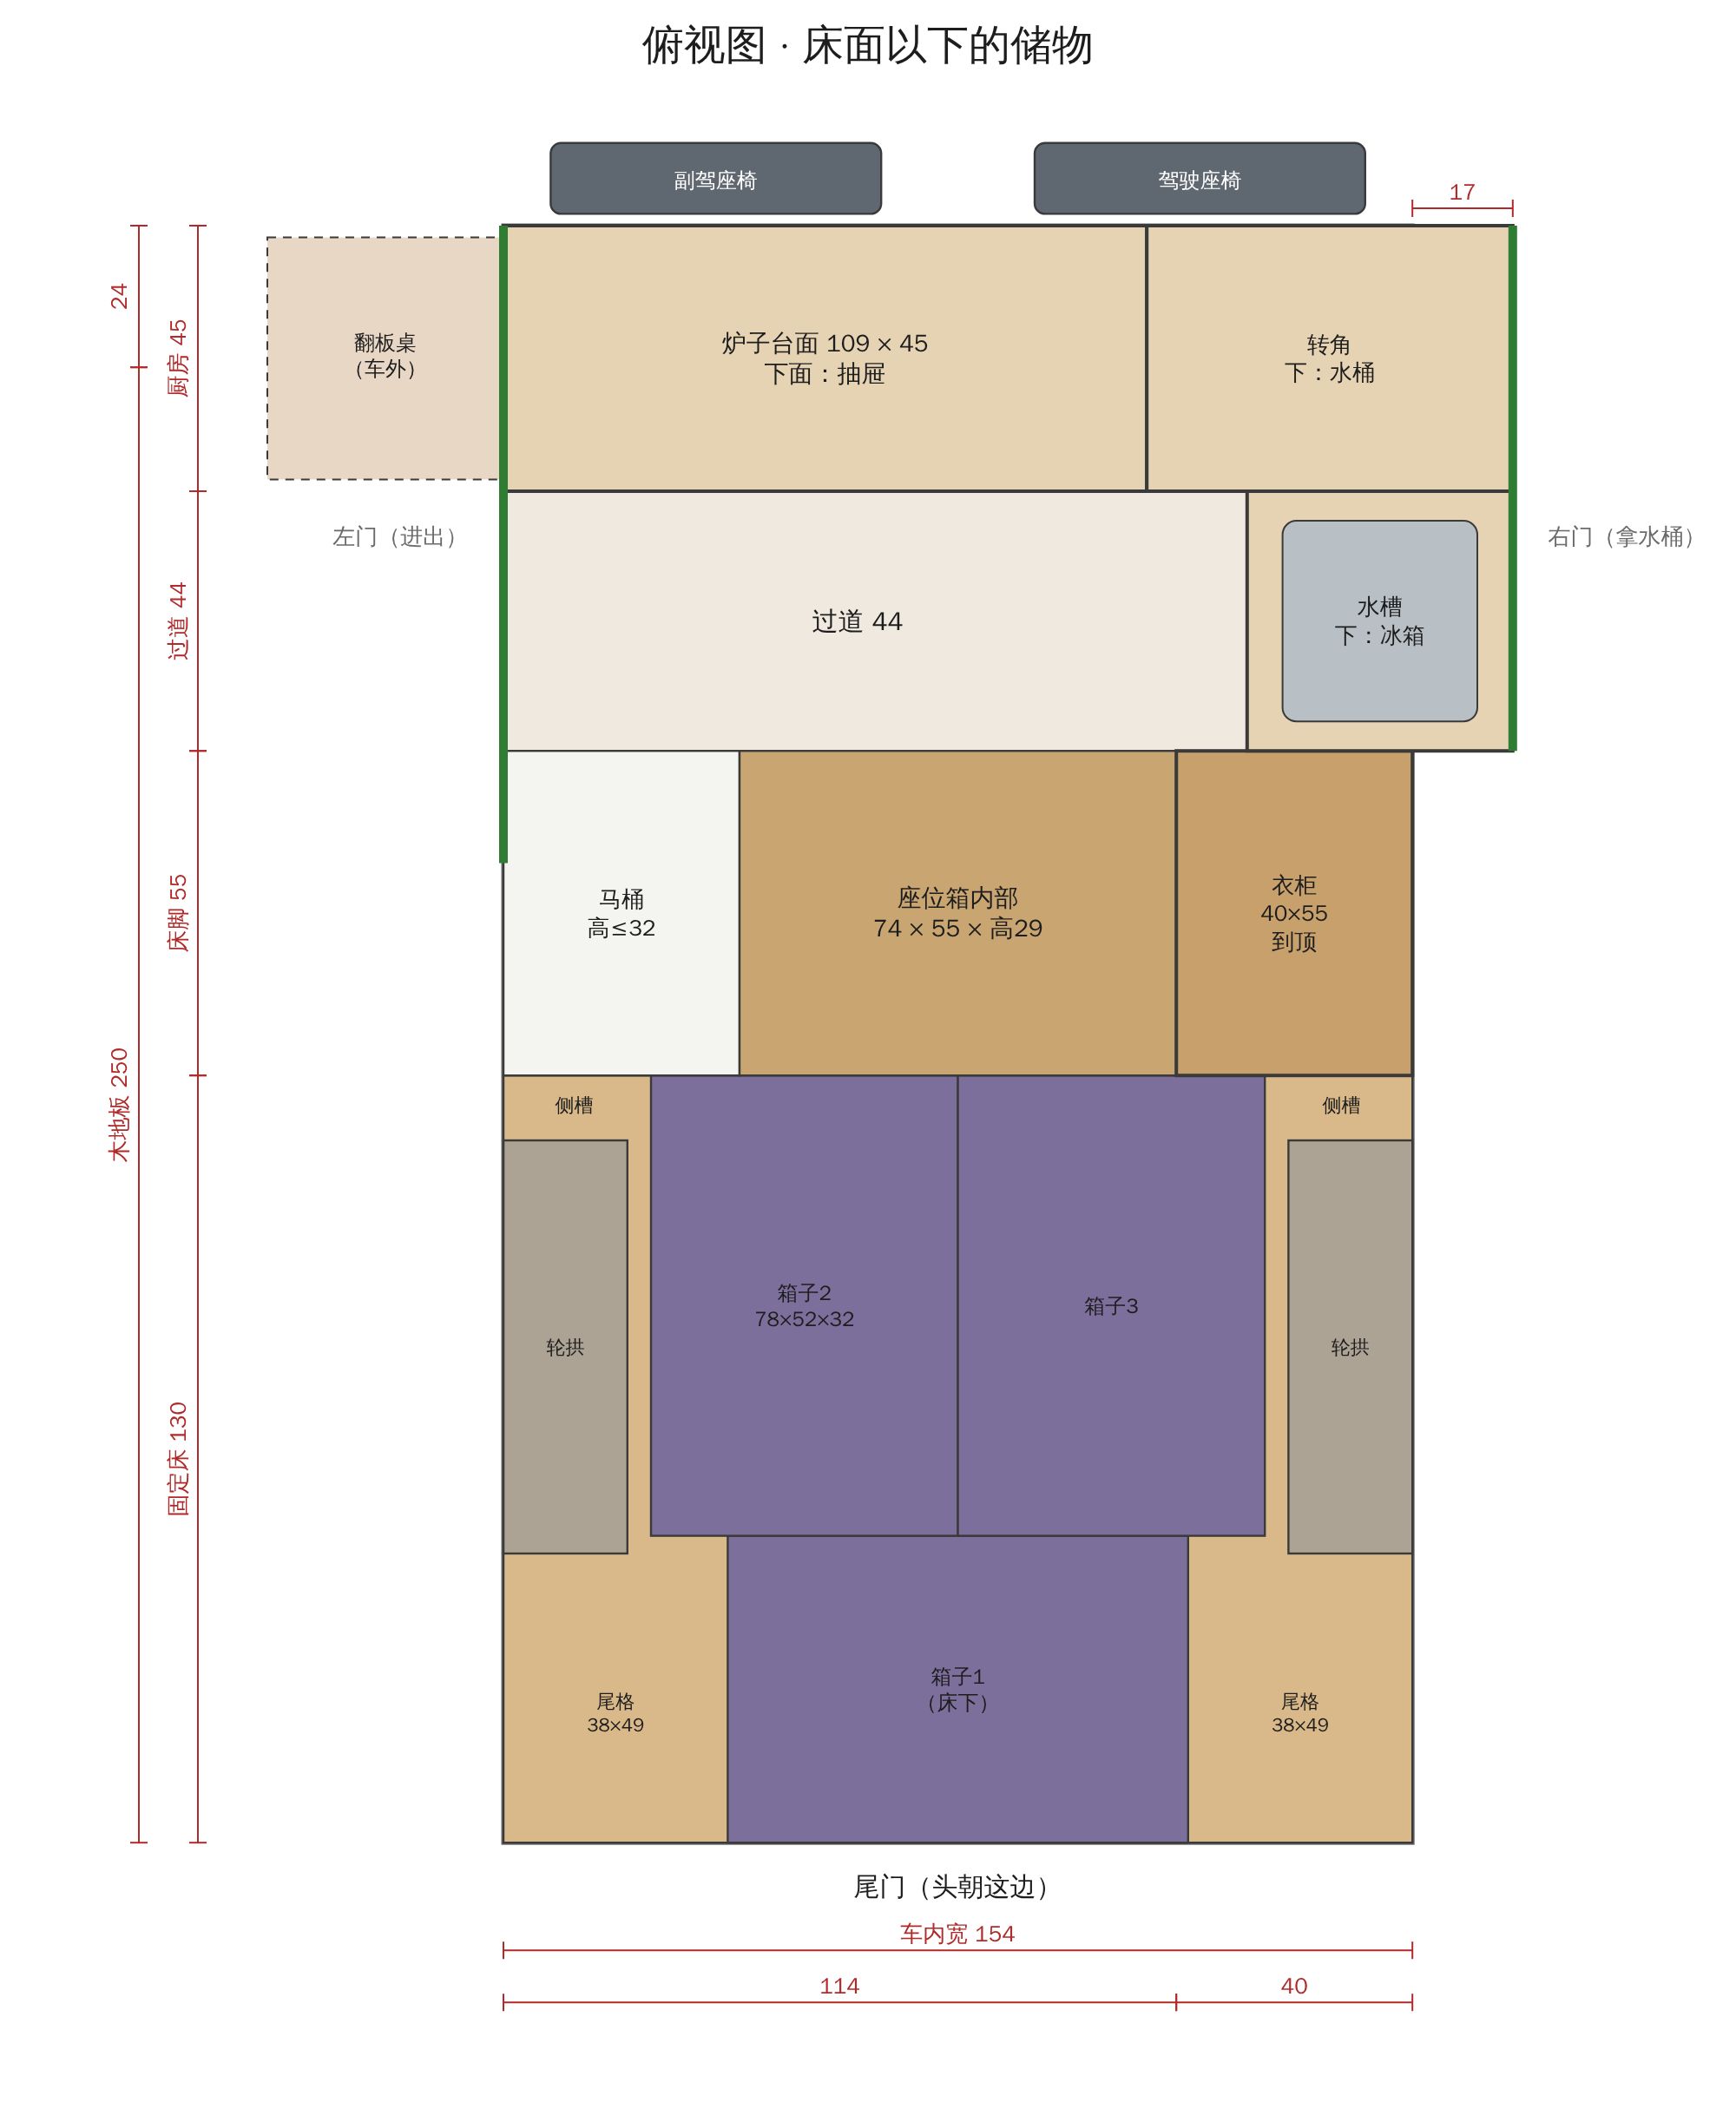 俯视图 · 床面以下的储物
副驾座椅
驾驶座椅
17
24
厨房 45
翻板桌
（车外）
炉子台面 109 × 45
下面：抽屉
转角
下：水桶
左门（进出）
右门（拿水桶）
过道 44
过道 44
水槽
下：冰箱
床脚 55
马桶
高≤32
座位箱内部
74 × 55 × 高29
衣柜
40×55
到顶
木地板 250
侧槽
侧槽
固定床 130
轮拱
箱子2
78×52×32
箱子3
轮拱
尾格
38×49
箱子1
（床下）
尾格
38×49
尾门（头朝这边）
车内宽 154
114
40